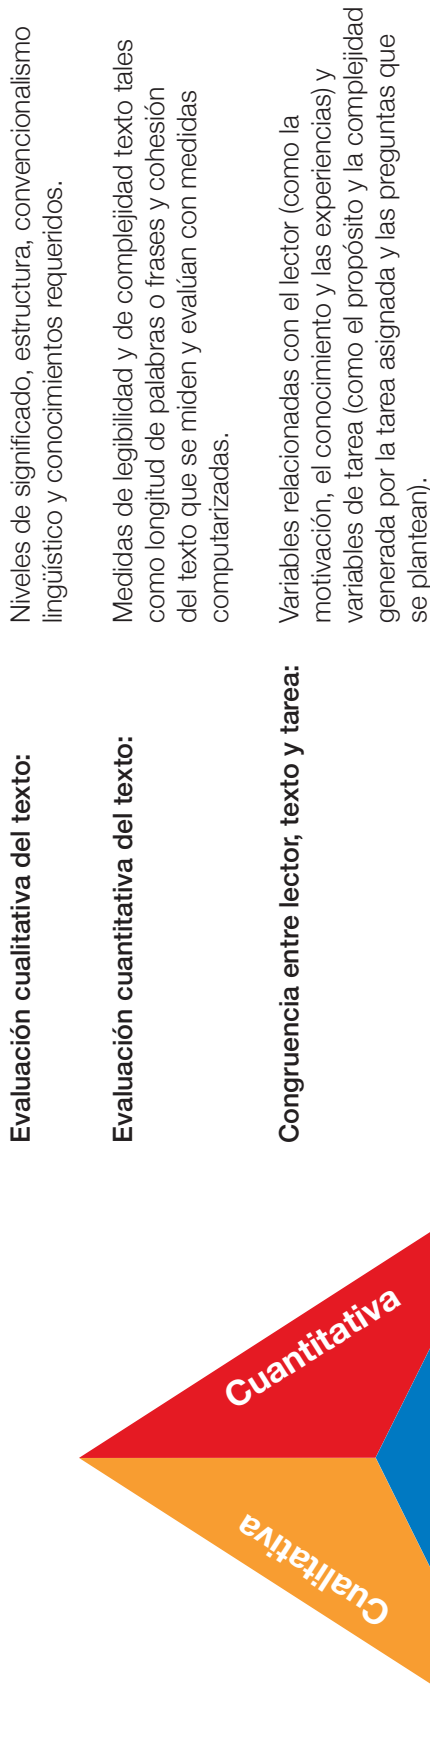 Evaluación cualitativa del texto:
Niveles de significado, estructura, convencionalismo
lingüístico y conocimientos requeridos.
Evaluación cuantitativa del texto:
Medidas de legibilidad y de complejidad texto tales
como longitud de palabras o frases y cohesión
del texto que se miden y evalúan con medidas
computarizadas.
Congruencia entre lector, texto y tarea:
Variables relacionadas con el lector (como la
motivación, el conocimiento y las experiencias) y
variables de tarea (como el propósito y la complejidad
generada por la tarea asignada y las preguntas que
se plantean).
Cualitativa
Cuantitativa